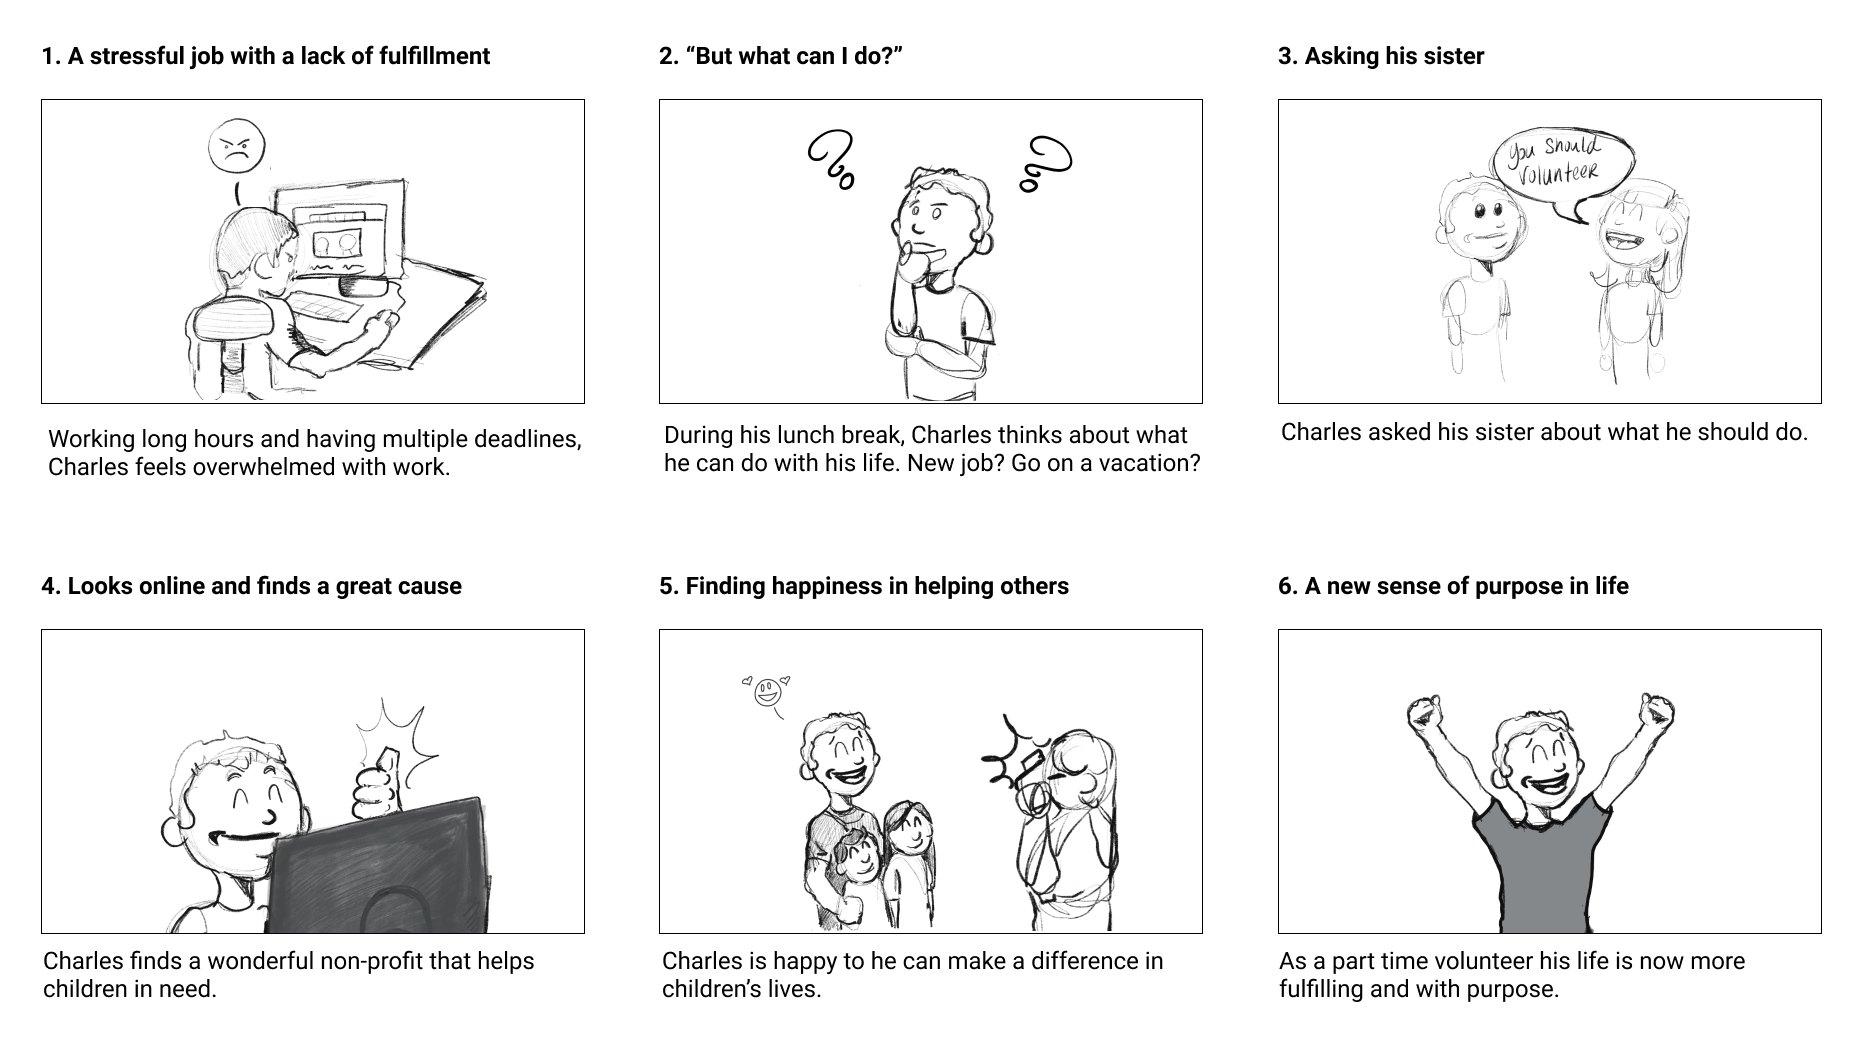 1. A stressful job with a lack of fulfillment
2. “But what can I do?”
3. Asking his sister
You should
volunteer
Working long hours and having multiple deadlines,
Charles feels overwhelmed with work.
During his lunch break, Charles thinks about what
he can do with his life. New job? Go on a vacation?
Charles asked his sister about what he should do.
4. Looks online and finds a great cause
5. Finding happiness in helping others
6. A new sense of purpose in life
Charles finds a wonderful non-profit that helps
children in need.
Charles is happy to he can make a difference in
children’s lives.
As a part time volunteer his life is now more
fulfilling and with purpose.